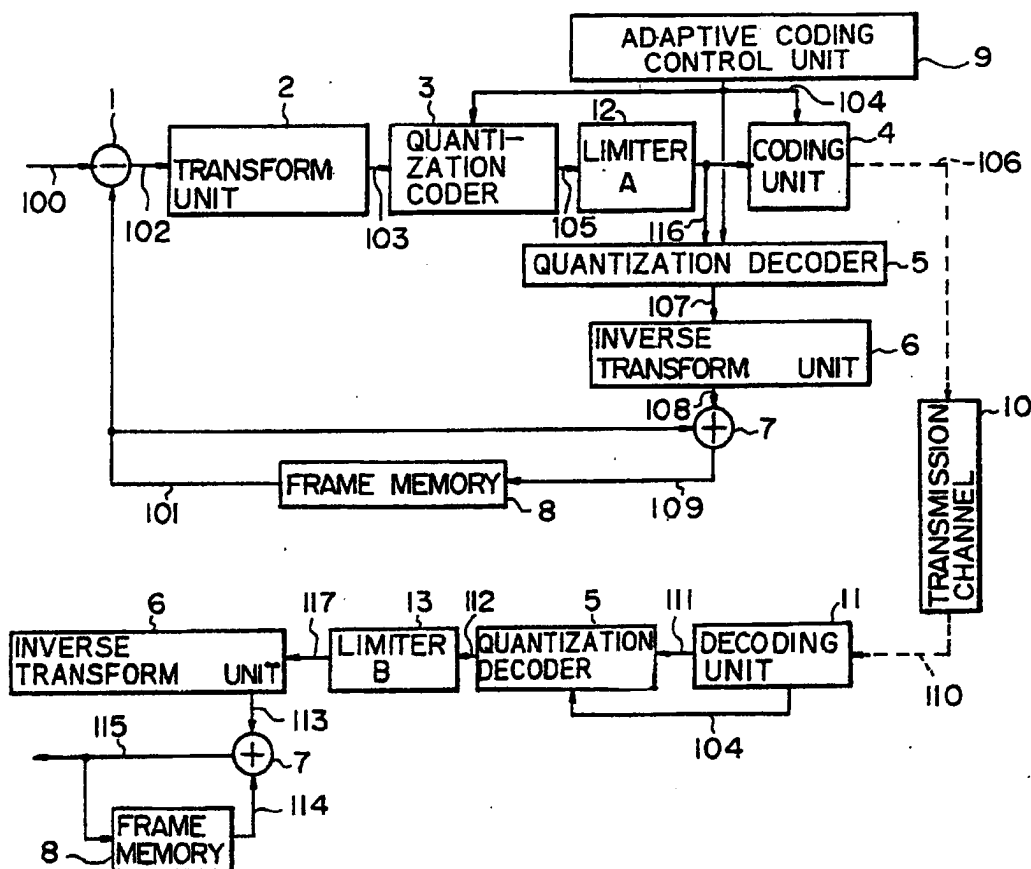 ADAPTIVE CODING
CONTROL UNIT
9
104
1
2
3
12
4
TRANSFORM
UNIT
QUANTI-
ZATION
CODER
LIMITER
A
CODING
UNIT
106
100
102
103
105
116
QUANTIZATION DECODER
5
107
INVERSE
TRANSFORM UNIT
6
108
7
10
TRANSMISSION
CHANNEL
FRAME MEMORY
101
8
109
6
117
13
112
5
111
11
INVERSE
TRANSFORM UNIT
LIMITER
B
QUANTIZATION
DECODER
DECODING
UNIT
110
113
104
115
7
114
FRAME
MEMORY
8